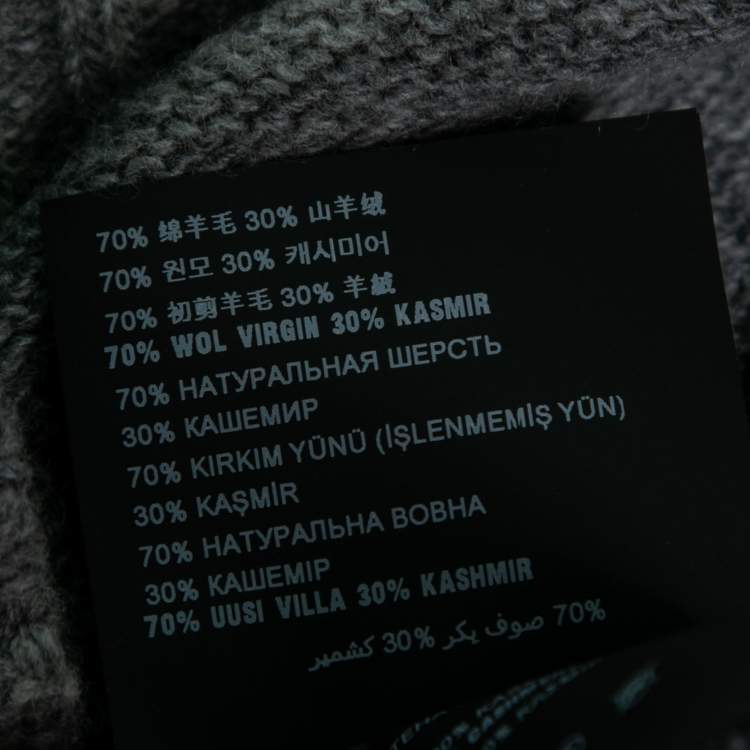 70% 绵羊毛 30% 山羊绒
70% 원모 30% 캐시미어
70% 初剪羊毛 30% 羊絨
70% WOL VIRGIN 30% KASMIR
70% НАТУРАЛЬНАЯ ШЕРСТЬ
30% КАШЕМИР
70% KIRKIM YÜNÜ (İŞLENMEMİŞ YÜN)
30% KAŞMİR
70% НАТУРАЛЬНА ВОВНА
30% КАШЕМІР
70% UUSI VILLA 30% KASHMIR
70% صوف يكر 30% كشمير